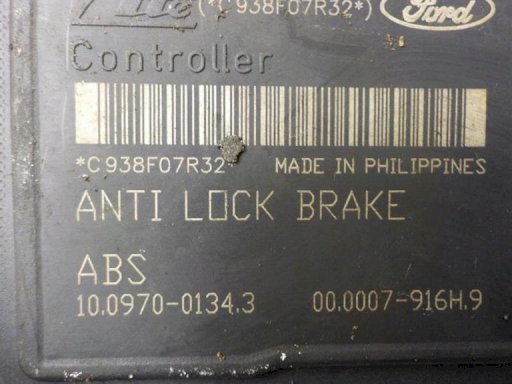 Ate (*C938F07R32*) Ford
Controller
*C938F07R32* MADE IN PHILIPPINES
ANTI LOCK BRAKE
ABS
10.0970-0134.3 00.0007-916H.9